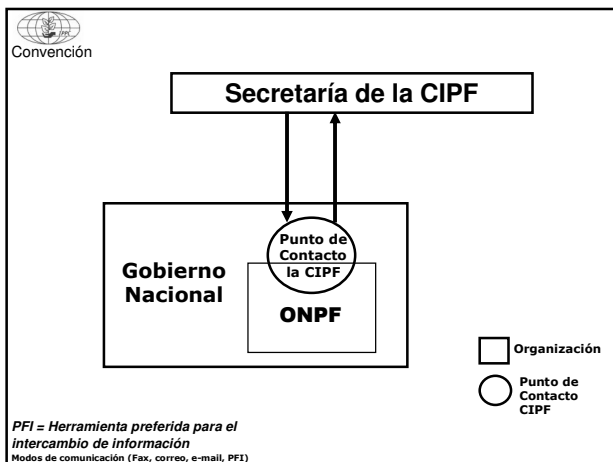 IPPC
Convención
Secretaría de la CIPF
Punto de
Contacto
la CIPF
Gobierno
Nacional
ONPF
Organización
Punto de
Contacto
CIPF
PFI = Herramienta preferida para el
intercambio de información
Modos de comunicación (Fax, correo, e-mail, PFI)